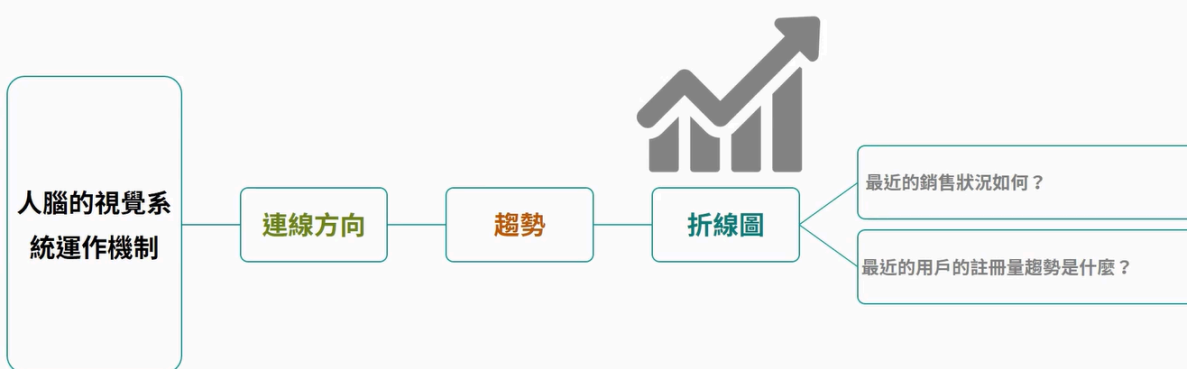 人腦的視覺系
統運作機制
連線方向
趨勢
折線圖
最近的銷售狀況如何？
最近的用戶的註冊量趨勢是什麼？